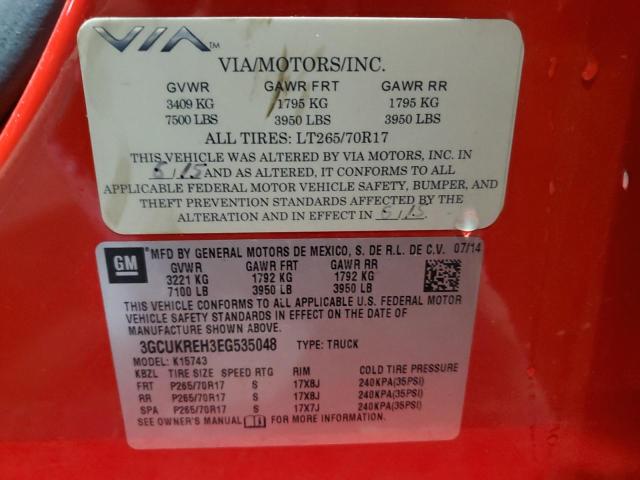 VIA™
VIA/MOTORS/INC.
GVWR GAWR FRT GAWR RR
3409 KG 1795 KG 1795 KG
7500 LBS 3950 LBS 3950 LBS
ALL TIRES: LT265/70R17
THIS VEHICLE WAS ALTERED BY VIA MOTORS, INC. IN
5/15 AND AS ALTERED, IT CONFORMS TO ALL
APPLICABLE FEDERAL MOTOR VEHICLE SAFETY, BUMPER, AND
THEFT PREVENTION STANDARDS AFFECTED BY THE
ALTERATION AND IN EFFECT IN 5/15.
GM MFD BY GENERAL MOTORS DE MEXICO, S. DE R.L. DE C.V. 07/14
GVWR GAWR FRT GAWR RR
3221 KG 1792 KG 1792 KG
7100 LB 3950 LB 3950 LB
THIS VEHICLE CONFORMS TO ALL APPLICABLE U.S. FEDERAL MOTOR
VEHICLE SAFETY STANDARDS IN EFFECT ON THE DATE OF
MANUFACTURE SHOWN ABOVE.
3GCUKREH3EG535048 TYPE: TRUCK
MODEL: K15743
KBZL TIRE SIZE SPEED RTG RIM COLD TIRE PRESSURE
FRT P265/70R17 S 17X8J 240KPA(35PSI)
RR P265/70R17 S 17X8J 240KPA(35PSI)
SPA P265/70R17 S 17X7J 240KPA(35PSI)
SEE OWNER'S MANUAL FOR MORE INFORMATION.